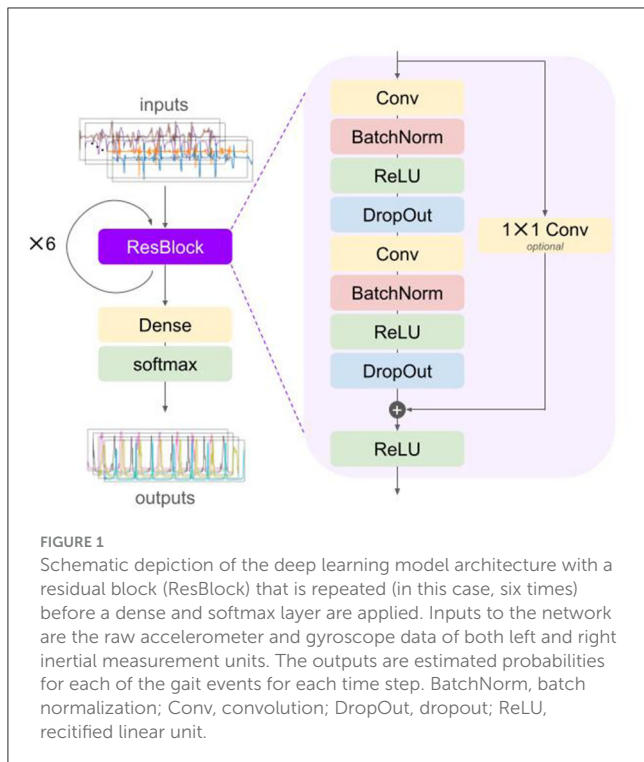 inputs
×6
ResBlock
Dense
softmax
outputs
Conv
BatchNorm
ReLU
DropOut
Conv
BatchNorm
ReLU
DropOut
1×1 Conv
optional
+
ReLU
FIGURE 1
Schematic depiction of the deep learning model architecture with a
residual block (ResBlock) that is repeated (in this case, six times)
before a dense and softmax layer are applied. Inputs to the network
are the raw accelerometer and gyroscope data of both left and right
inertial measurement units. The outputs are estimated probabilities
for each of the gait events for each time step. BatchNorm, batch
normalization; Conv, convolution; DropOut, dropout; ReLU,
recitified linear unit.